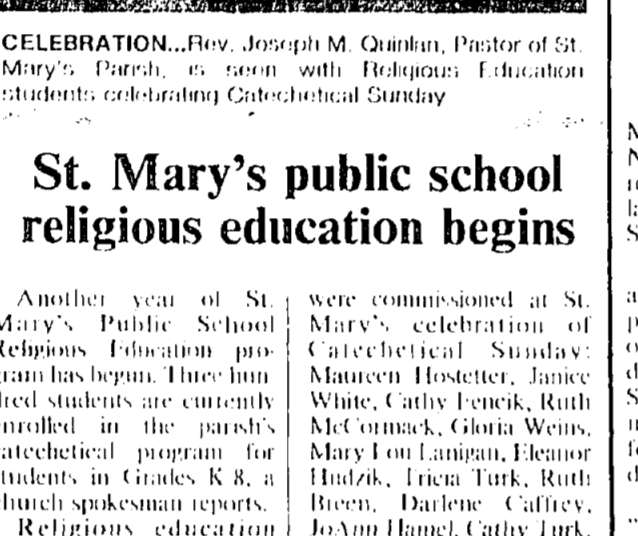 CELEBRATION...Rev. Joseph M. Quinlan, Pastor of St.
Mary's Parish, is seen with Religious Education
students celebrating Catechetical Sunday
St. Mary's public school
religious education begins
Another year of St.
Mary's Public School
Religious Education pro-
gram has begun. Three hun
dred students are currently
enrolled in the parish's
catechetical program for
students in Grades K 8, a
church spokesman reports.
Religious education
were commissioned at St.
Mary's celebration of
Catechetical Sunday:
Maureen Hostetter, Janice
White, Cathy Fencik, Ruth
McCormack, Gloria Weins,
Mary Lou Lanigan, Eleanor
Hudzik, Tricia Turk, Ruth
Breen, Darlene Caffrey,
JoAnn Hamel, Cathy Turk,